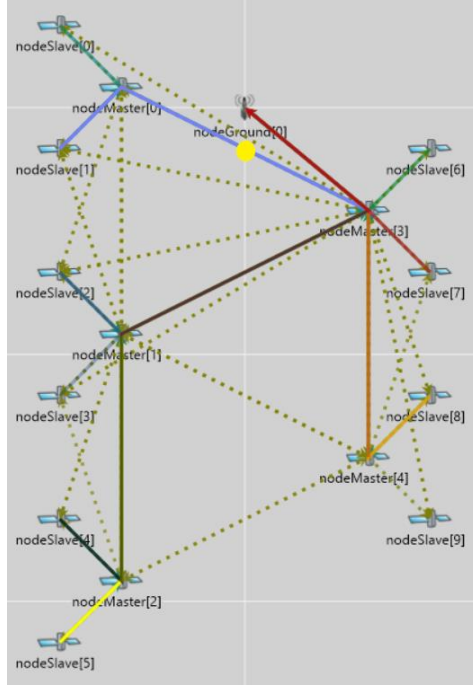 nodeSlave[0]
nodeMaster[0]
nodeGround[0]
nodeSlave[1]
nodeSlave[6]
nodeMaster[3]
nodeSlave[2]
nodeSlave[7]
nodeMaster[1]
nodeSlave[3]
nodeSlave[8]
nodeMaster[4]
nodeSlave[4]
nodeSlave[9]
nodeMaster[2]
nodeSlave[5]